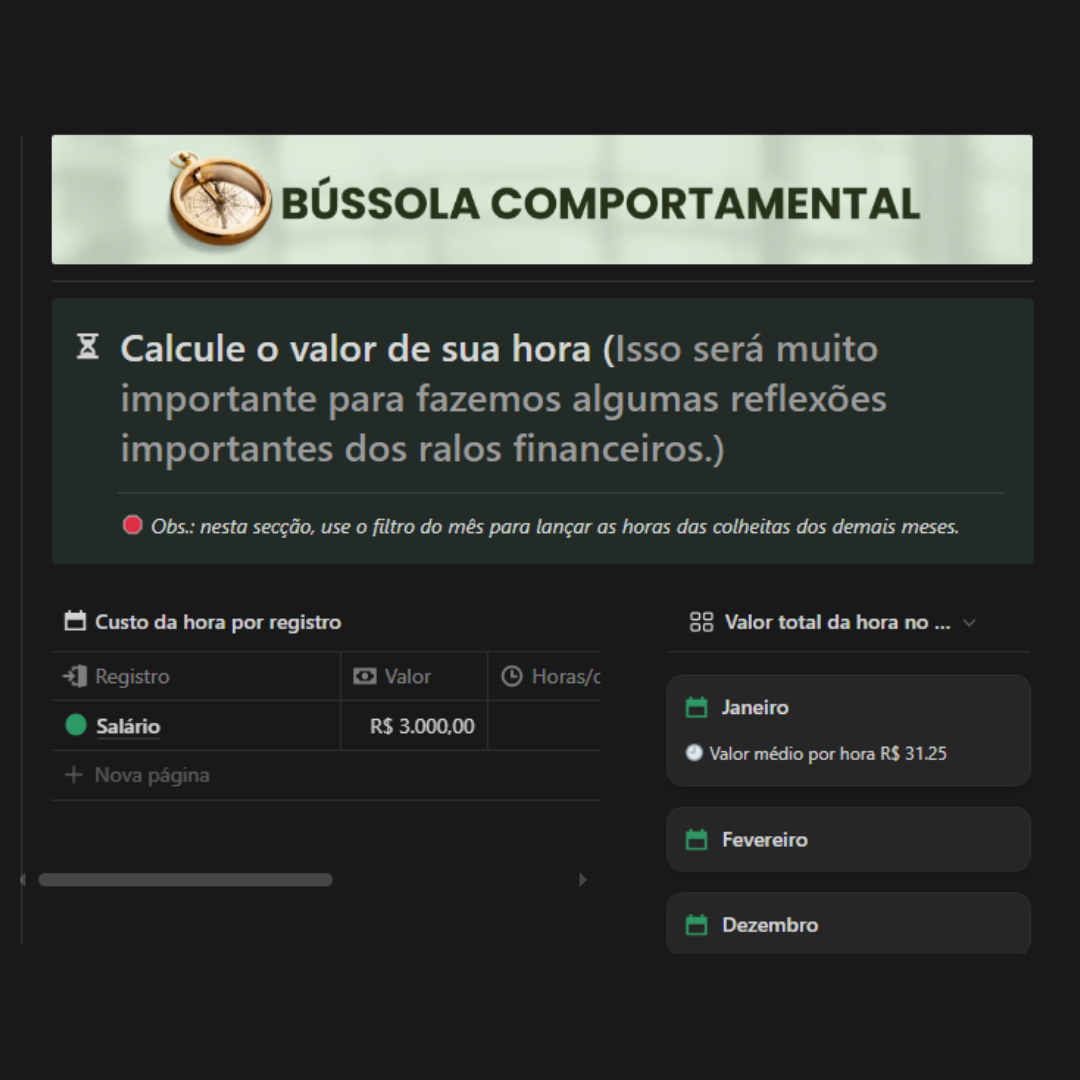 BÚSSOLA COMPORTAMENTAL
Calcule o valor de sua hora (Isso será muito
importante para fazemos algumas reflexões
importantes dos ralos financeiros.)
Obs.: nesta secção, use o filtro do mês para lançar as horas das colheitas dos demais meses.
Custo da hora por registro
Registro Valor Horas/c
Salário R$ 3.000,00
Nova página
Valor total da hora no ...
Janeiro
Valor médio por hora R$ 31.25
Fevereiro
Dezembro